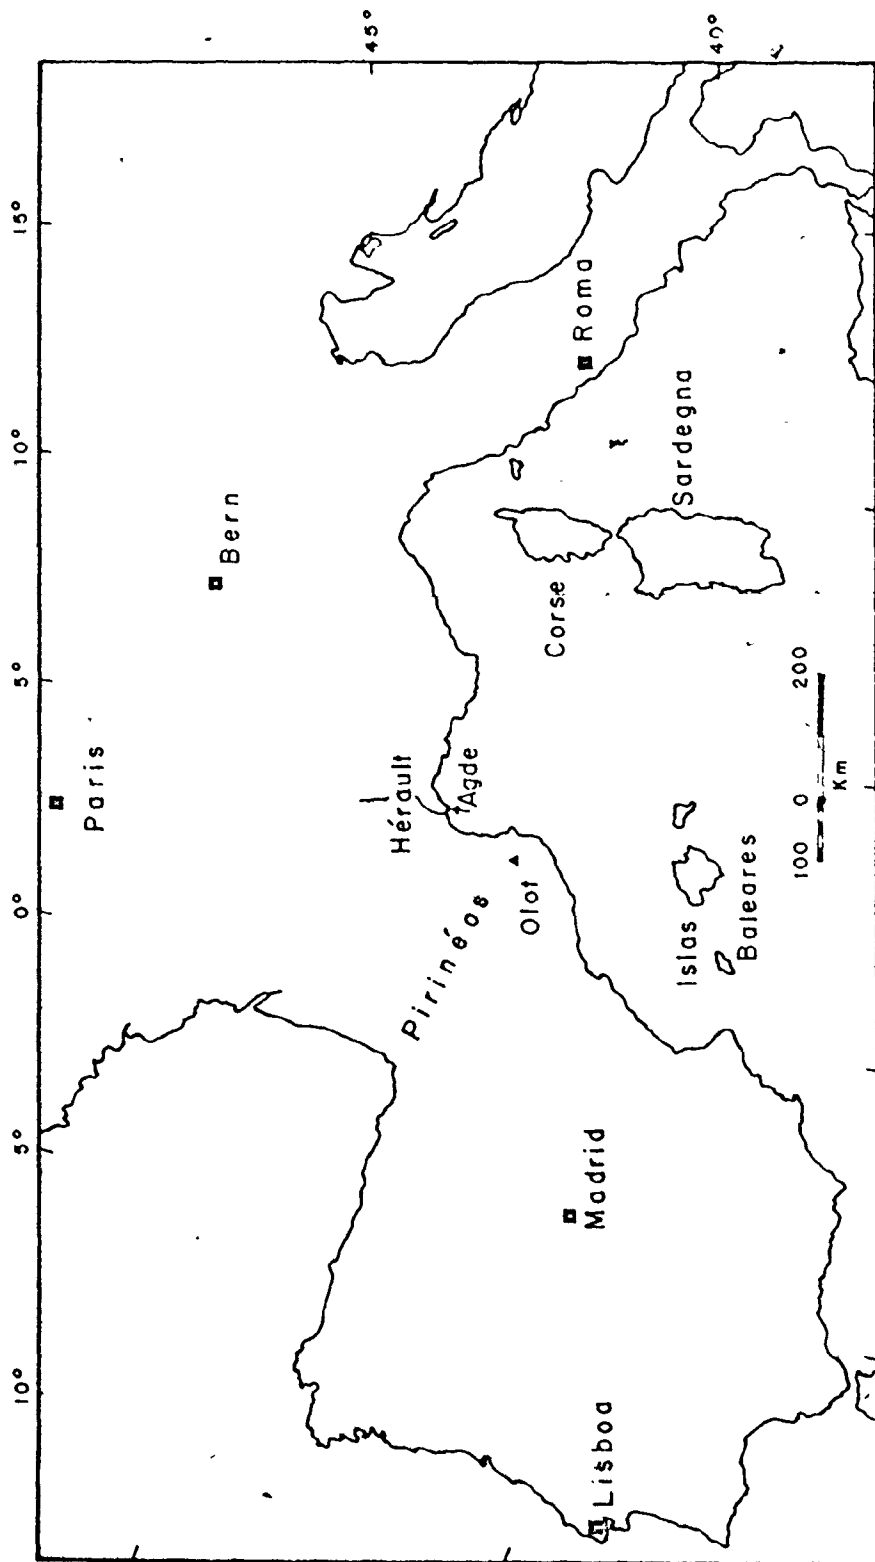 5°
0°
5°
10°
15°
10°
45°
40°
Paris
Bern
Hérault
Agde
Pirinéos
Olot
Corse
Roma
Sardegna
Madrid
Lisboa
Islas
Baleares
100 0 200
Km